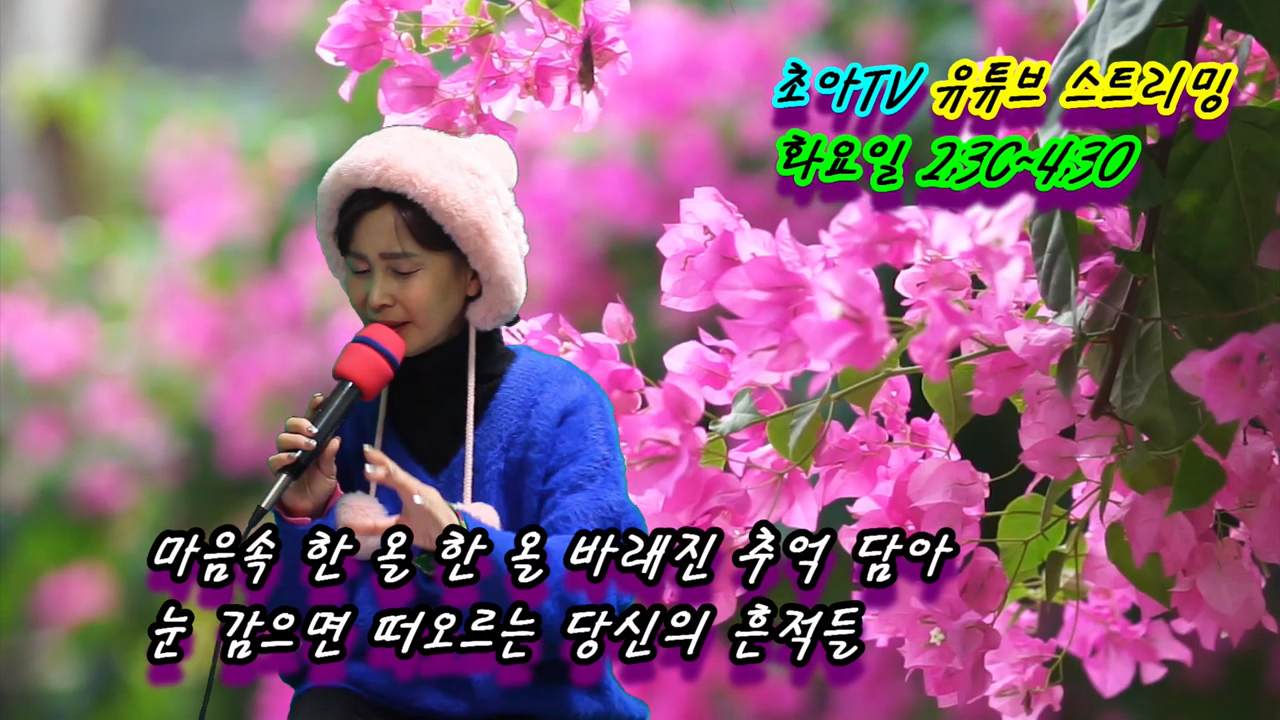 초아TV 유튜브 스트리밍
화요일 2:30~4:30
마음속 한 올 한 올 바래진 추억 담아
눈 감으면 떠오르는 당신의 흔적들